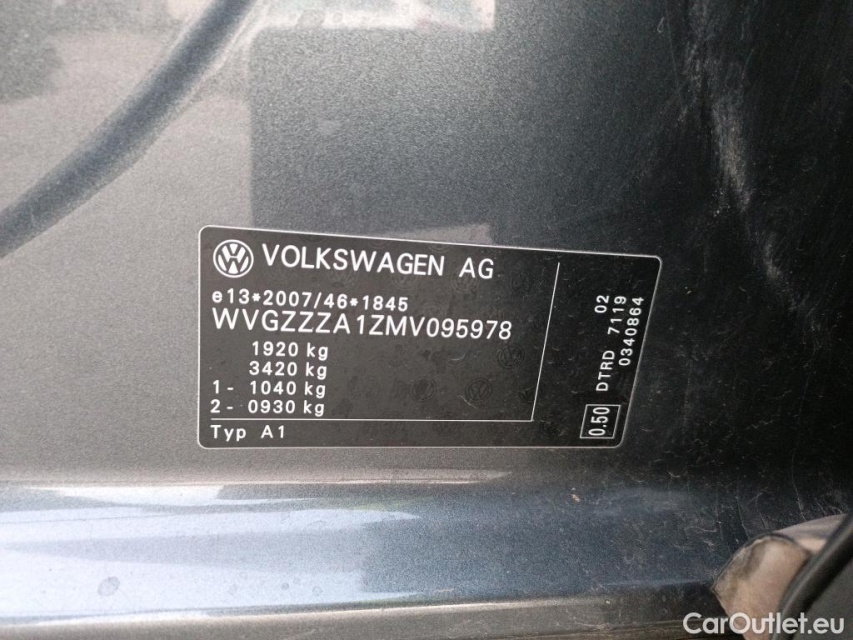 VOLKSWAGEN AG
e13*2007/46*1845
WVGZZZA1ZMV095978
1920 kg
3420 kg
1- 1040 kg
2- 0930 kg
Typ A1
0.50 DTRD 7119 02
0340864
CarOutlet.eu